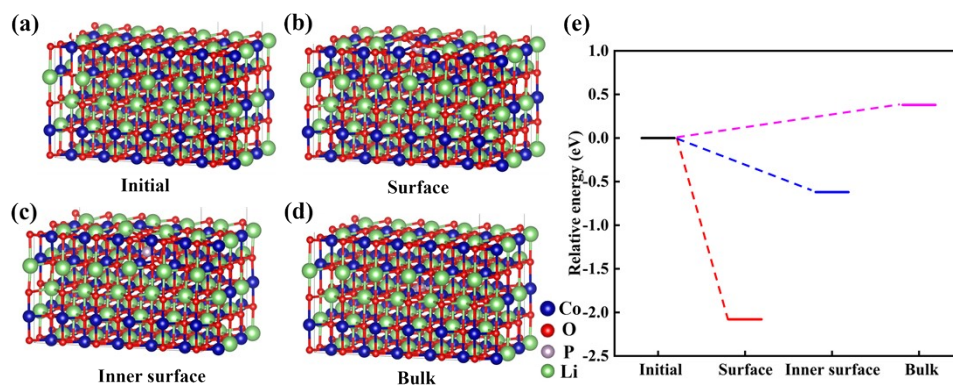 (a)
(b)
Initial
Surface
(c)
(d)
Inner surface
Bulk
Co
O
P
Li
(e)
Relative energy (eV)
1.0
0.5
0.0
-0.5
-1.0
-1.5
-2.0
-2.5
Initial Surface Inner surface Bulk